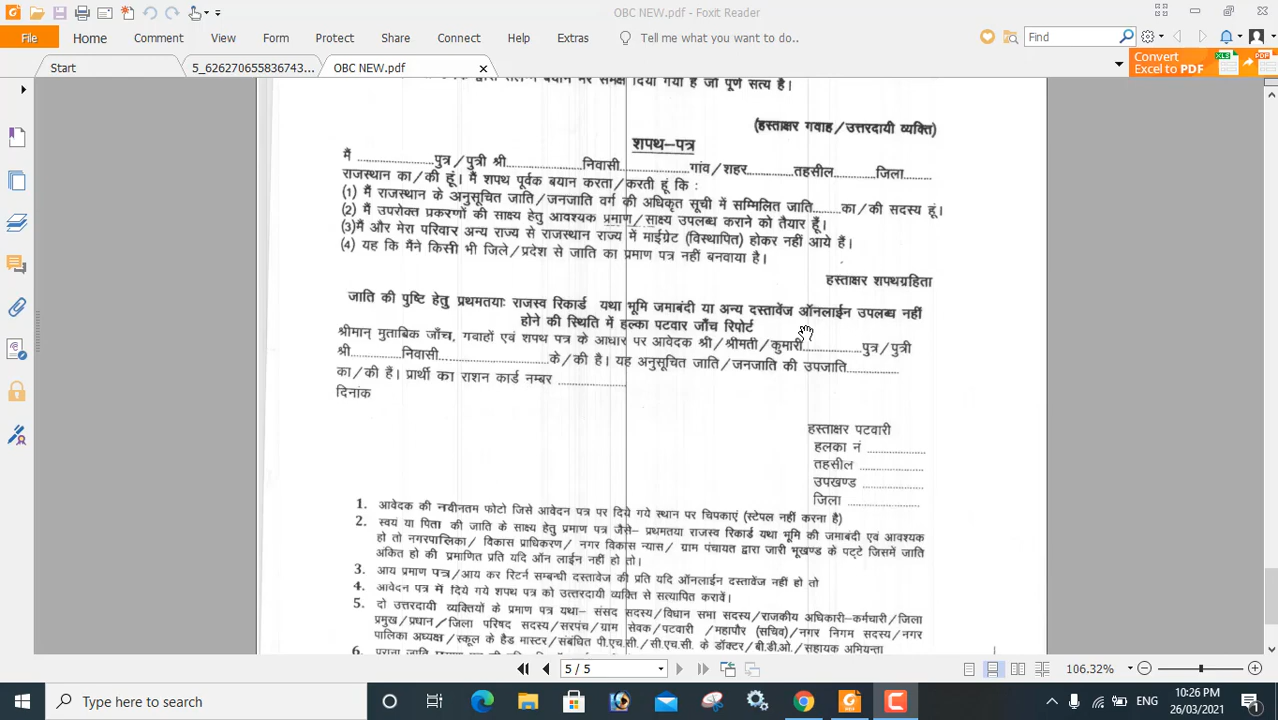 OBC NEW.pdf - Foxit Reader
File Home Comment View Form Protect Share Connect Help Extras Tell me what you want to do.. Find
Start 5_626270655836743... OBC NEW.pdf
Convert
Excel to PDF
बयान मेरे समक्ष दिया गया है जो पूर्ण सत्य है।
(हस्ताक्षर गवाह/उत्तरदायी व्यक्ति)
शपथ-पत्र
मैं ..................पुत्र/पुत्री श्री..................निवासी..................गांव/शहर............तहसील..........जिला.......
राजस्थान का/की हूं। मैं शपथ पूर्वक बयान करता/करती हूं कि :
(1) मैं राजस्थान के अनुसूचित जाति/जनजाति वर्ग की अधिकृत सूची में सम्मिलित जाति.......का/की सदस्य हूं।
(2) मैं उपरोक्त प्रकरणों की साक्ष्य हेतु आवश्यक प्रमाण/साक्ष्य उपलब्ध कराने को तैयार हूँ।
(3)मैं और मेरा परिवार अन्य राज्य से राजस्थान राज्य में माईग्रेट (विस्थापित) होकर नहीं आये हैं।
(4) यह कि मैंने किसी भी जिले/प्रदेश से जाति का प्रमाण पत्र नहीं बनवाया है।
हस्ताक्षर शपथग्रहिता
जाति की पुष्टि हेतु प्रथमतयाः राजस्व रिकार्ड यथा भूमि जमाबंदी या अन्य दस्तावेंज ऑनलाईन उपलब्ध नहीं
होने की स्थिति में हल्का पटवार जाँच रिपोर्ट
श्रीमान् मुताबिक जाँच, गवाहों एवं शपथ पत्र के आधार पर आवेदक श्री/श्रीमती/कुमारी..............पुत्र/पुत्री
श्री............निवासी........................के/की है। यह अनुसूचित जाति/जनजाति की उपजाति............
का/की हैं। प्रार्थी का राशन कार्ड नम्बर ................
दिनांक
हस्ताक्षर पटवारी
हलका नं ..............
तहसील ...............
उपखण्ड ...............
जिला .................
1. आवेदक की नवीनतम फोटो जिसे आवेदन पत्र पर दिये गये स्थान पर चिपकाएं (स्टेपल नहीं करना है)
2. स्वयं या पिता की जाति के साक्ष्य हेतु प्रमाण पत्र जैसे- प्रथमतया राजस्व रिकार्ड यथा भूमि की जमाबंदी एवं आवश्यक
हो तो नगरपालिका/ विकास प्राधिकरण/ नगर विकास न्यास/ ग्राम पंचायत द्वारा जारी भूखण्ड के पट्टे जिसमें जाति
अंकित हो की प्रमाणित प्रति यदि ऑन लाईन नहीं हो तो।
3. आय प्रमाण पत्र/आय कर रिटर्न सम्बन्धी दस्तावेज की प्रति यदि ऑनलाईन दस्तावेज नहीं हो तो
4. आवेदन पत्र में दिये गये शपथ पत्र को उत्तरदायी व्यक्ति से सत्यापित करावें।
5. दो उत्तरदायी व्यक्तियों के प्रमाण पत्र यथा- संसद सदस्य/विधान सभा सदस्य/राजकीय अधिकारी-कर्मचारी/जिला
प्रमुख/प्रधान/जिला परिषद सदस्य/सरपंच/ग्राम सेवक/पटवारी /महापौर (सचिव)/नगर निगम सदस्य/नगर
पालिका अध्यक्ष/स्कूल के हैड मास्टर/संबंधित पी.एच.सी./सी.एच.सी. के डॉक्टर/बी.डी.ओ./सहायक अभियन्ता
6.
5 / 5 106.32%
Type here to search ENG 10:26 PM
26/03/2021